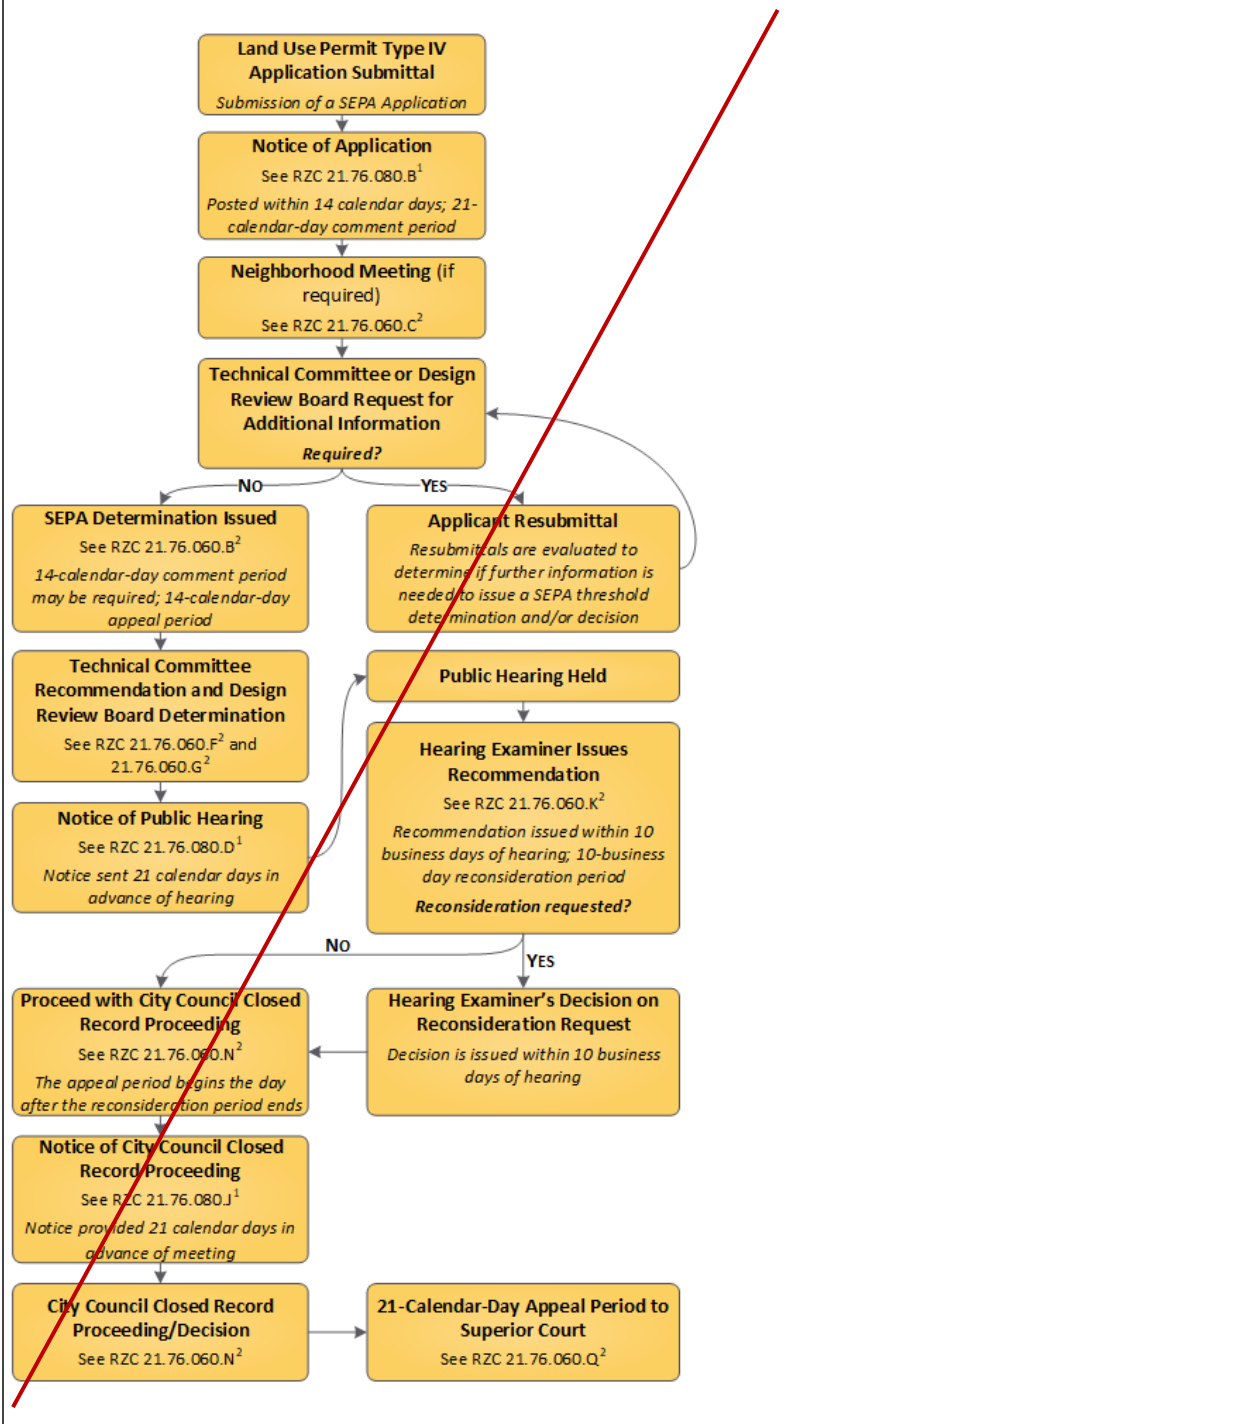 Land Use Permit Type IV
Application Submittal
Submission of a SEPA Application
Notice of Application
See RZC 21.76.080.B1
Posted within 14 calendar days; 21-
calendar-day comment period
Neighborhood Meeting (if
required)
See RZC 21.76.060.C2
Technical Committee or Design
Review Board Request for
Additional Information
Required?
NO
YES
SEPA Determination Issued
See RZC 21.76.060.B2
14-calendar-day comment period
may be required; 14-calendar-day
appeal period
Applicant Resubmittal
Resubmittals are evaluated to
determine if further information is
needed to issue a SEPA threshold
determination and/or decision
Technical Committee
Recommendation and Design
Review Board Determination
See RZC 21.76.060.F2 and
21.76.060.G2
Notice of Public Hearing
See RZC 21.76.080.D1
Notice sent 21 calendar days in
advance of hearing
Public Hearing Held
Hearing Examiner Issues
Recommendation
See RZC 21.76.060.K2
Recommendation issued within 10
business days of hearing; 10-business
day reconsideration period
Reconsideration requested?
NO
YES
Proceed with City Council Closed
Record Proceeding
See RZC 21.76.060.N2
The appeal period begins the day
after the reconsideration period ends
Hearing Examiner's Decision on
Reconsideration Request
Decision is issued within 10 business
days of hearing
Notice of City Council Closed
Record Proceeding
See RZC 21.76.080.J1
Notice provided 21 calendar days in
advance of meeting
City Council Closed Record
Proceeding/Decision
See RZC 21.76.060.N2
21-Calendar-Day Appeal Period to
Superior Court
See RZC 21.76.060.Q2